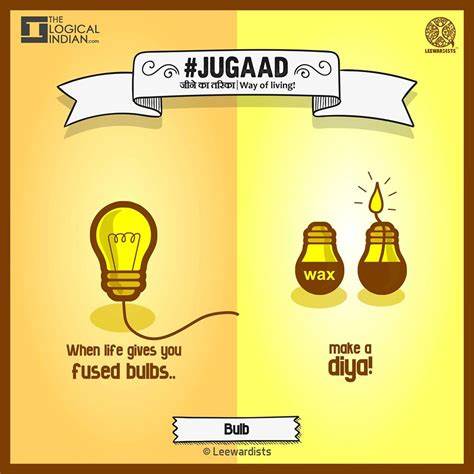 THE
LOGICAL
INDIAN.com
LEEWARDISTS
#JUGAAD
जीने का तरिका | Way of living!
When life gives you
fused bulbs..
wax
make a
diya!
Bulb
© Leewardists